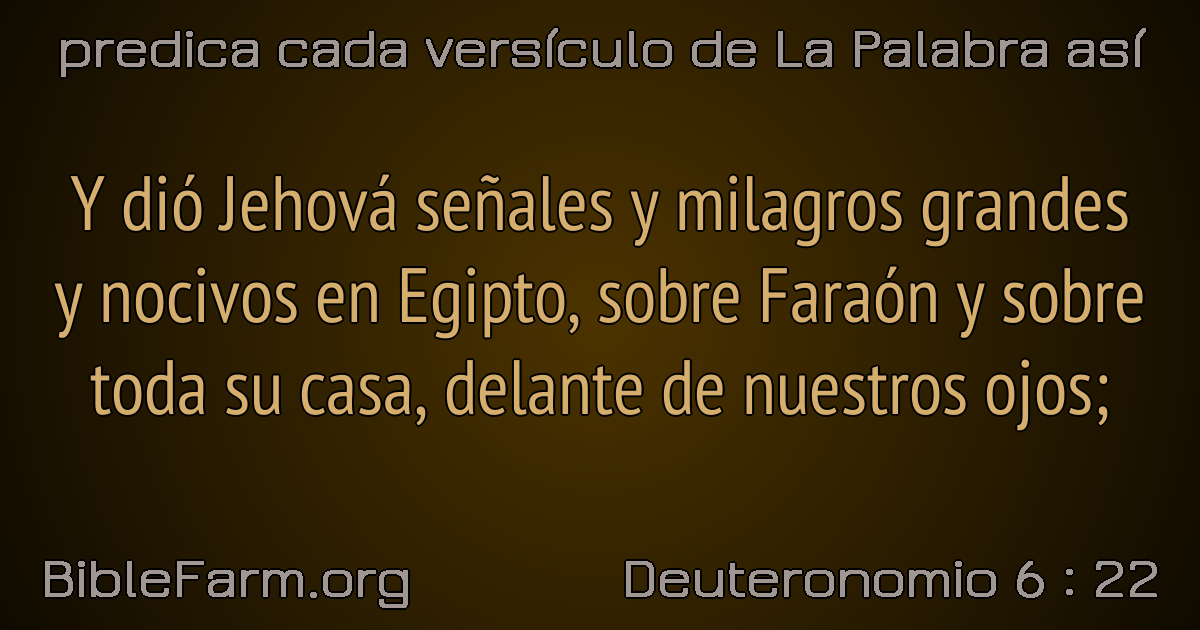 predica cada versículo de La Palabra así
Y dió Jehová señales y milagros grandes
y nocivos en Egipto, sobre Faraón y sobre
toda su casa, delante de nuestros ojos;
BibleFarm.org
Deuteronomio 6 : 22